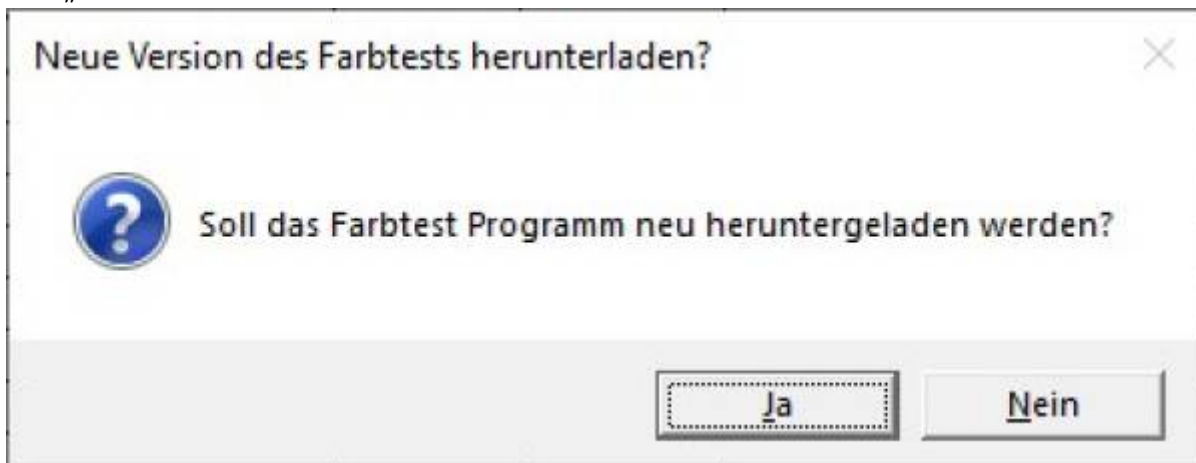 „
Neue Version des Farbtests herunterladen?
Soll das Farbtest Programm neu heruntergeladen werden?
Ja
Nein